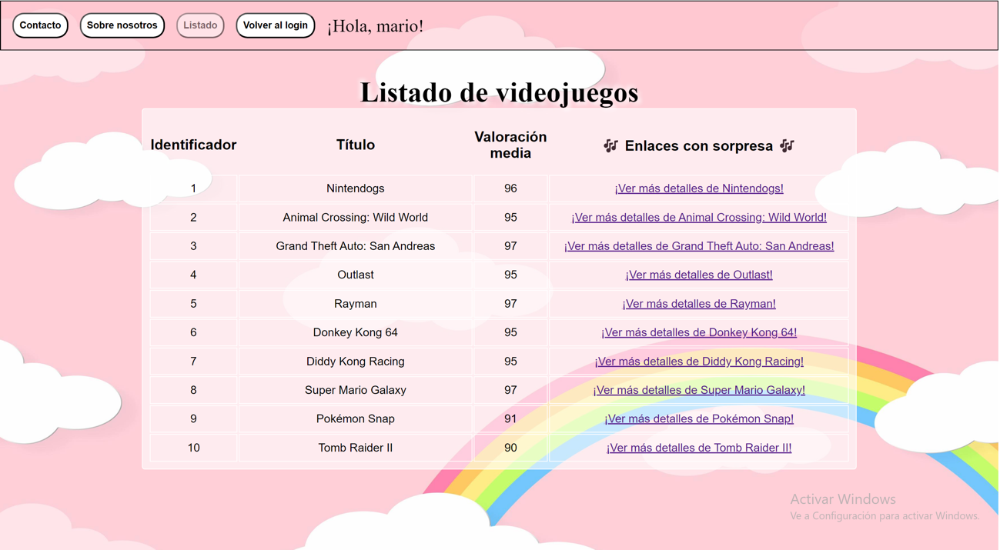 Contacto Sobre nosotros Listado Volver al login ¡Hola, mario!
Listado de videojuegos
Identificador Título Valoración media 🎶 Enlaces con sorpresa 🎶
1 Nintendogs 96 ¡Ver más detalles de Nintendogs!
2 Animal Crossing: Wild World 95 ¡Ver más detalles de Animal Crossing: Wild World!
3 Grand Theft Auto: San Andreas 97 ¡Ver más detalles de Grand Theft Auto: San Andreas!
4 Outlast 95 ¡Ver más detalles de Outlast!
5 Rayman 97 ¡Ver más detalles de Rayman!
6 Donkey Kong 64 95 ¡Ver más detalles de Donkey Kong 64!
7 Diddy Kong Racing 95 ¡Ver más detalles de Diddy Kong Racing!
8 Super Mario Galaxy 97 ¡Ver más detalles de Super Mario Galaxy!
9 Pokémon Snap 91 ¡Ver más detalles de Pokémon Snap!
10 Tomb Raider II 90 ¡Ver más detalles de Tomb Raider II!
Activar Windows
Ve a Configuración para activar Windows.